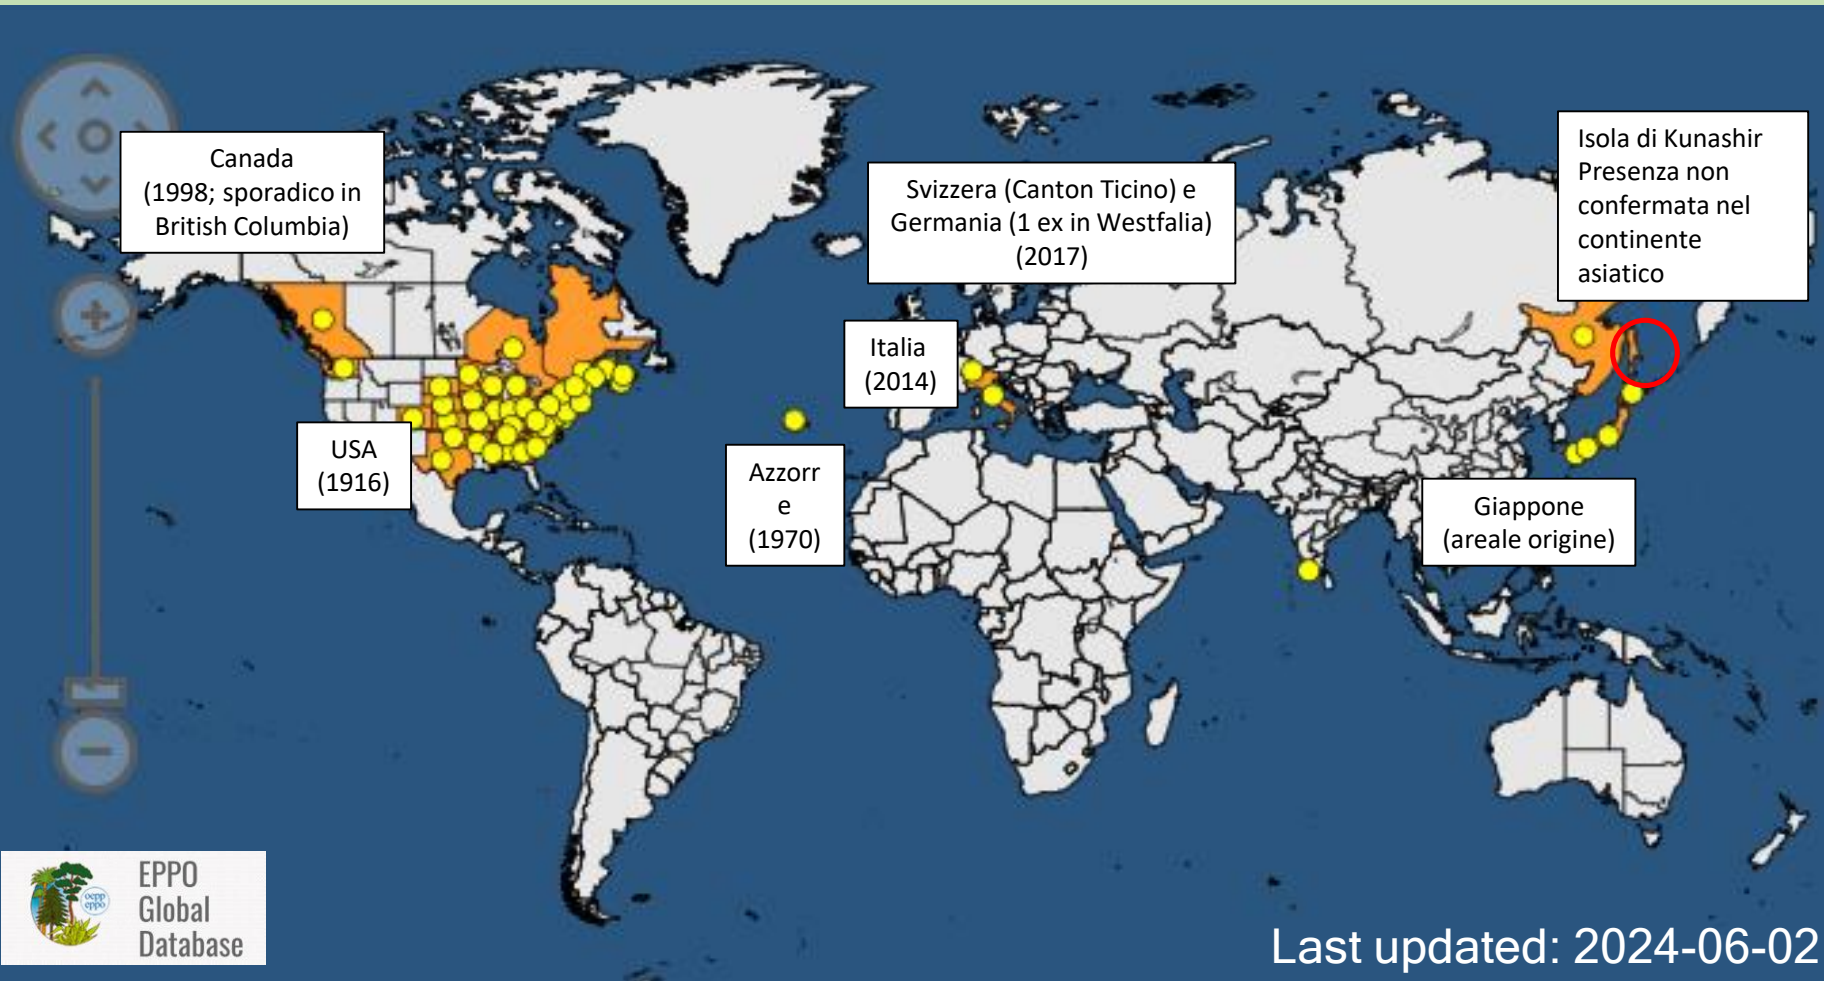 Canada
(1998; sporadico in
British Columbia)
Svizzera (Canton Ticino) e
Germania (1 ex in Westfalia)
(2017)
Isola di Kunashir
Presenza non
confermata nel
continente
asiatico
Italia
(2014)
USA
(1916)
Azzorr
e
(1970)
Giappone
(areale origine)
oepp
eppo
EPPO
Global
Database
Last updated: 2024-06-02